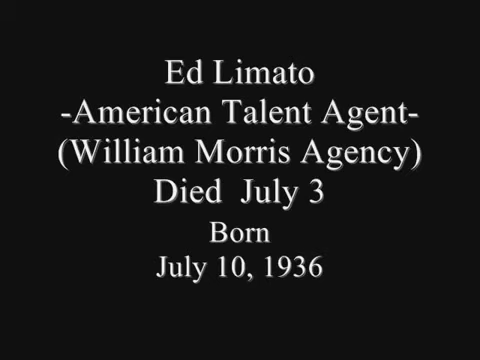 Ed Limato
-American Talent Agent-
(William Morris Agency)
Died  July 3
Born
July 10, 1936